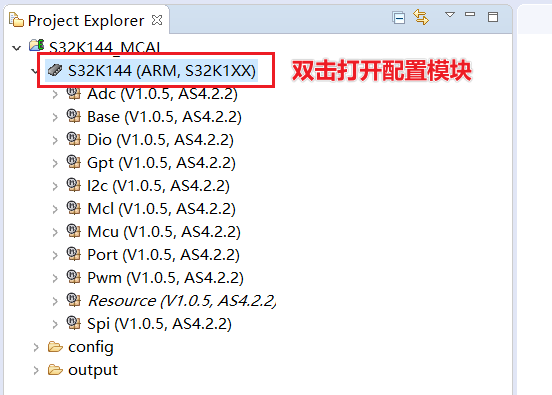 Project Explorer
S32K144_MCAL
S32K144 (ARM, S32K1XX)
双击打开配置模块
Adc (V1.0.5, AS4.2.2)
Base (V1.0.5, AS4.2.2)
Dio (V1.0.5, AS4.2.2)
Gpt (V1.0.5, AS4.2.2)
I2c (V1.0.5, AS4.2.2)
Mcl (V1.0.5, AS4.2.2)
Mcu (V1.0.5, AS4.2.2)
Port (V1.0.5, AS4.2.2)
Pwm (V1.0.5, AS4.2.2)
Resource (V1.0.5, AS4.2.2)
Spi (V1.0.5, AS4.2.2)
config
output